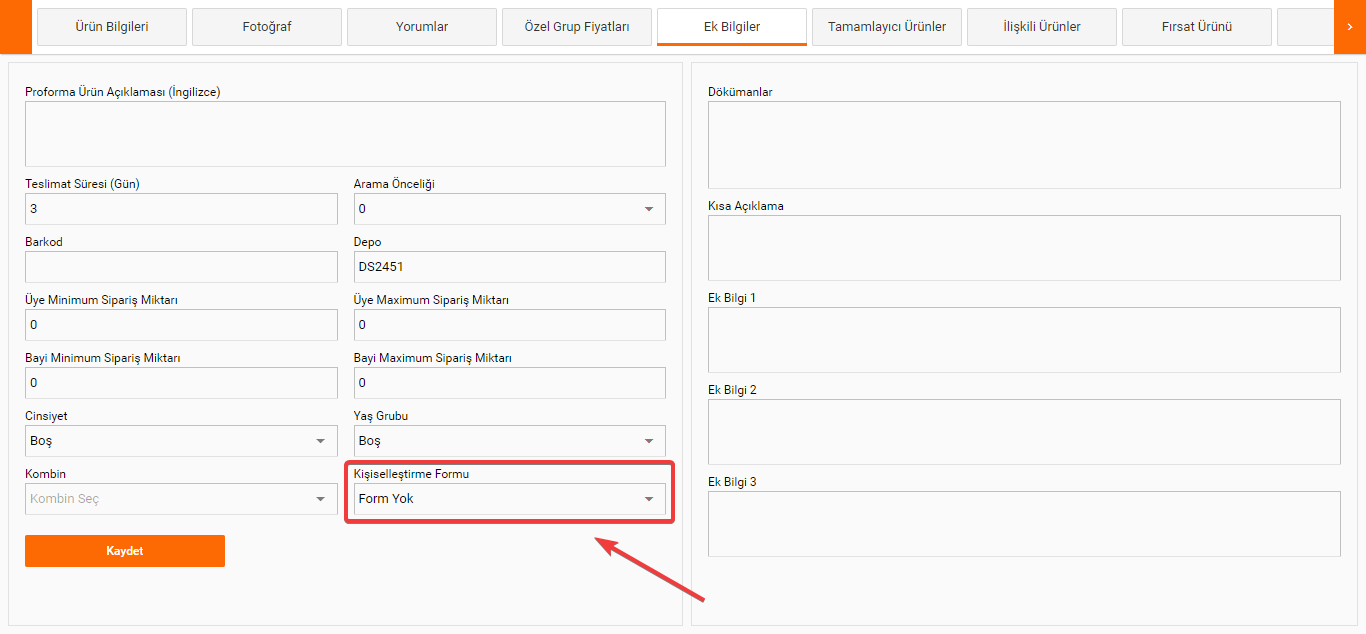 Ürün Bilgileri
Fotoğraf
Yorumlar
Özel Grup Fiyatları
Ek Bilgiler
Tamamlayıcı Ürünler
İlişkili Ürünler
Fırsat Ürünü
Proforma Ürün Açıklaması (İngilizce)
Teslimat Süresi (Gün)
Arama Önceliği
3
0
Barkod
Depo
DS2451
Üye Minimum Sipariş Miktarı
Üye Maximum Sipariş Miktarı
0
0
Bayi Minimum Sipariş Miktarı
Bayi Maximum Sipariş Miktarı
0
0
Cinsiyet
Yaş Grubu
Boş
Boş
Kombin
Kişiselleştirme Formu
Kombin Seç
Form Yok
Kaydet
Dökümanlar
Kısa Açıklama
Ek Bilgi 1
Ek Bilgi 2
Ek Bilgi 3